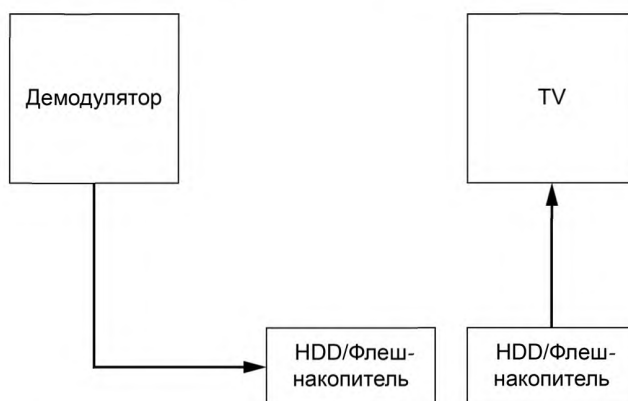 Демодулятор
TV
HDD/Флеш-
накопитель
HDD/Флеш-
накопитель